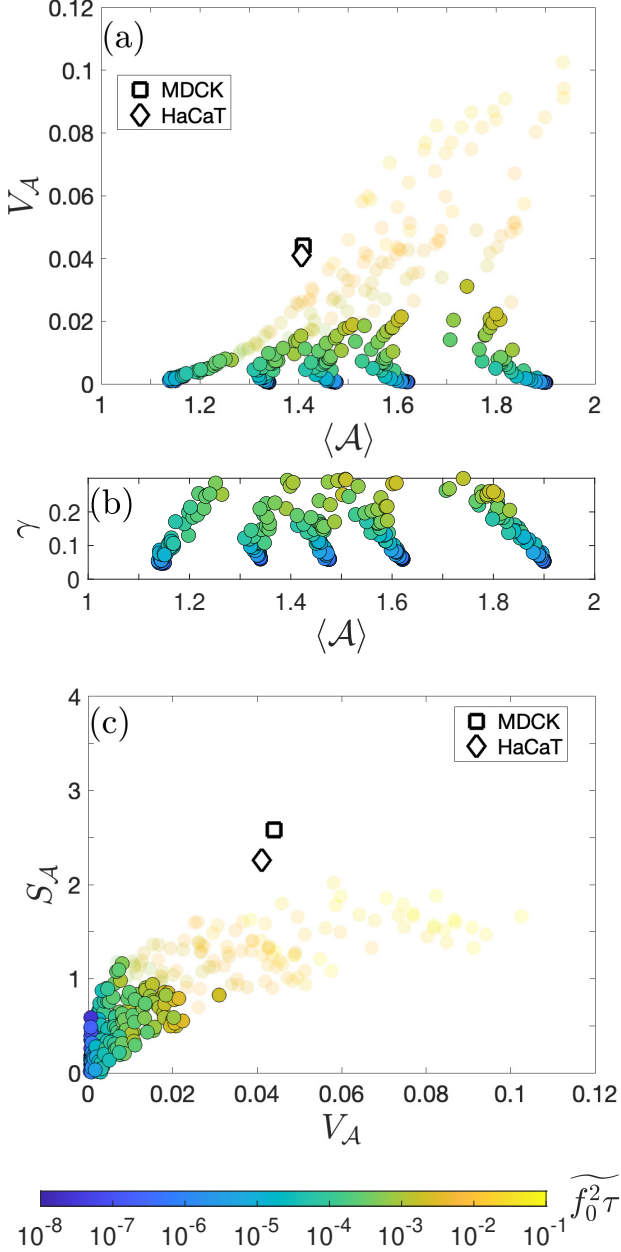 (a)
MDCK
HaCaT
0.12
0.1
0.08
0.06
0.04
0.02
0
V𝒜
1 1.2 1.4 1.6 1.8 2
⟨𝒜⟩
(b)
0.2
0.1
0
γ
1 1.2 1.4 1.6 1.8 2
⟨𝒜⟩
(c)
MDCK
HaCaT
4
3
2
1
0
S𝒜
0 0.02 0.04 0.06 0.08 0.1 0.12
V𝒜
10⁻⁸ 10⁻⁷ 10⁻⁶ 10⁻⁵ 10⁻⁴ 10⁻³ 10⁻² 10⁻¹
f₀²τ